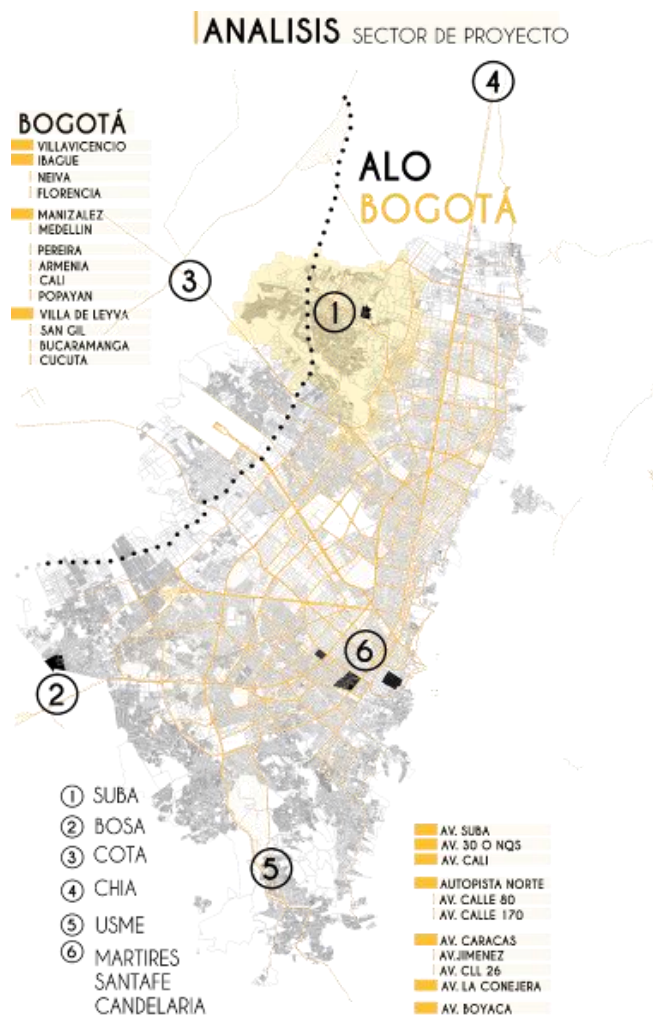 ANALISIS SECTOR DE PROYECTO
4
BOGOTÁ
VILLAVICENCIO
IBAGUE
NEIVA
FLORENCIA
MANIZALEZ
MEDELLIN
PEREIRA
ARMENIA
CALI
POPAYAN
VILLA DE LEYVA
SAN GIL
BUCARAMANGA
CUCUTA
ALO
BOGOTÁ
3
1
6
2
5
1 SUBA
2 BOSA
3 COTA
4 CHIA
5 USME
6 MARTIRES
SANTAFE
CANDELARIA
AV. SUBA
AV. 30 O NQS
AV. CALI
AUTOPISTA NORTE
AV. CALLE 80
AV. CALLE 170
AV. CARACAS
AV.JIMENEZ
AV. CLL 26
AV. LA CONEJERA
AV. BOYACA